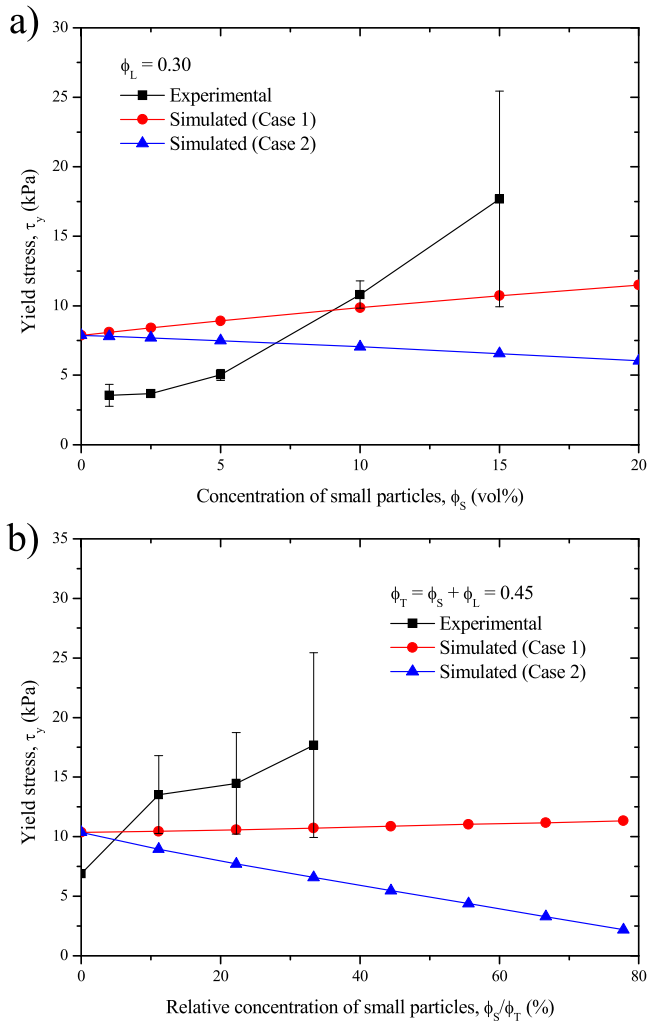 a)
30
25
20
15
10
5
0
Yield stress, τy (kPa)
ϕL = 0.30
Experimental
Simulated (Case 1)
Simulated (Case 2)
0 5 10 15 20
Concentration of small particles, ϕS (vol%)
b)
35
30
25
20
15
10
5
0
Yield stress, τy (kPa)
ϕT = ϕS + ϕL = 0.45
Experimental
Simulated (Case 1)
Simulated (Case 2)
0 20 40 60 80
Relative concentration of small particles, ϕS/ϕT (%)